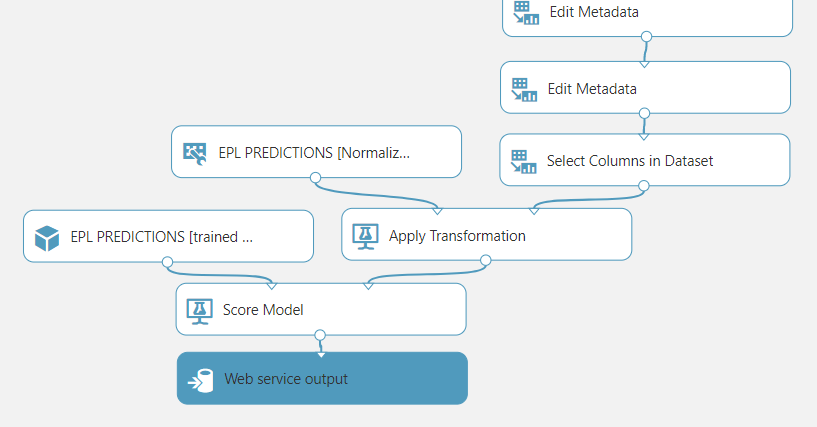 Edit Metadata
Edit Metadata
EPL PREDICTIONS [Normaliz...
Select Columns in Dataset
EPL PREDICTIONS [trained ...
Apply Transformation
Score Model
Web service output